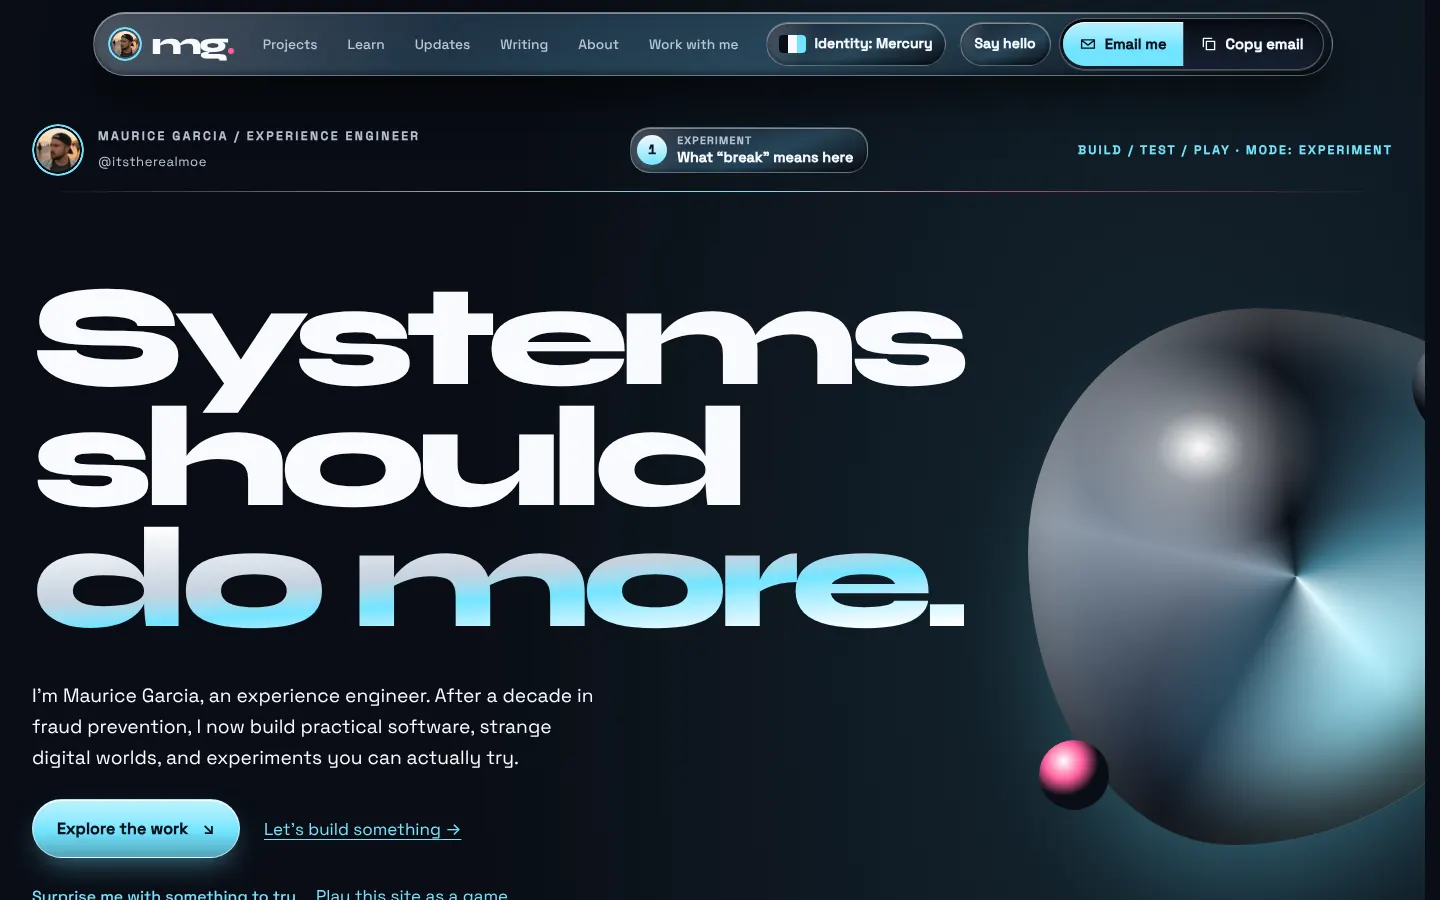 mg.
Projects
Learn
Updates
Writing
About
Work with me
Identity: Mercury
Say hello
Email me
Copy email
MAURICE GARCIA / EXPERIENCE ENGINEER
@itstherealmoe
1
EXPERIMENT
What “break” means here
BUILD / TEST / PLAY · MODE: EXPERIMENT
Systems
should
do more.
I’m Maurice Garcia, an experience engineer. After a decade in
fraud prevention, I now build practical software, strange
digital worlds, and experiments you can actually try.
Explore the work ↘
Let’s build something →
Surprise me with something to try
Play this site as a game